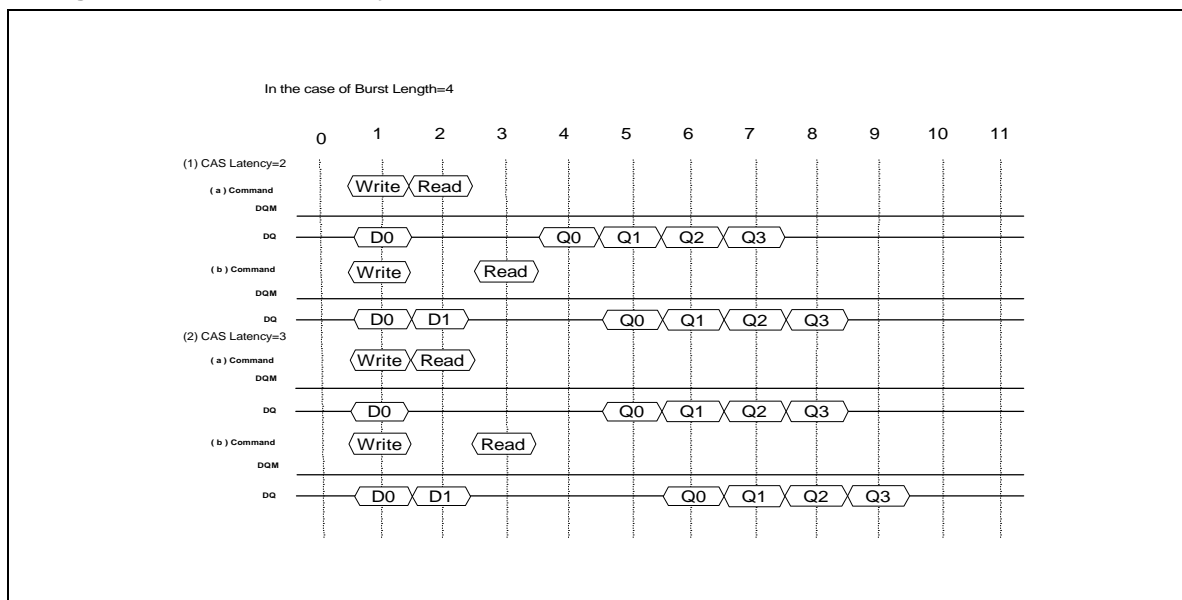 In the case of Burst Length=4
0 1 2 3 4 5 6 7 8 9 10 11
(1) CAS Latency=2
( a ) Command Write Read
DQM
DQ D0 Q0 Q1 Q2 Q3
( b ) Command Write Read
DQM
DQ D0 D1 Q0 Q1 Q2 Q3
(2) CAS Latency=3
( a ) Command Write Read
DQM
DQ D0 Q0 Q1 Q2 Q3
( b ) Command Write Read
DQM
DQ D0 D1 Q0 Q1 Q2 Q3